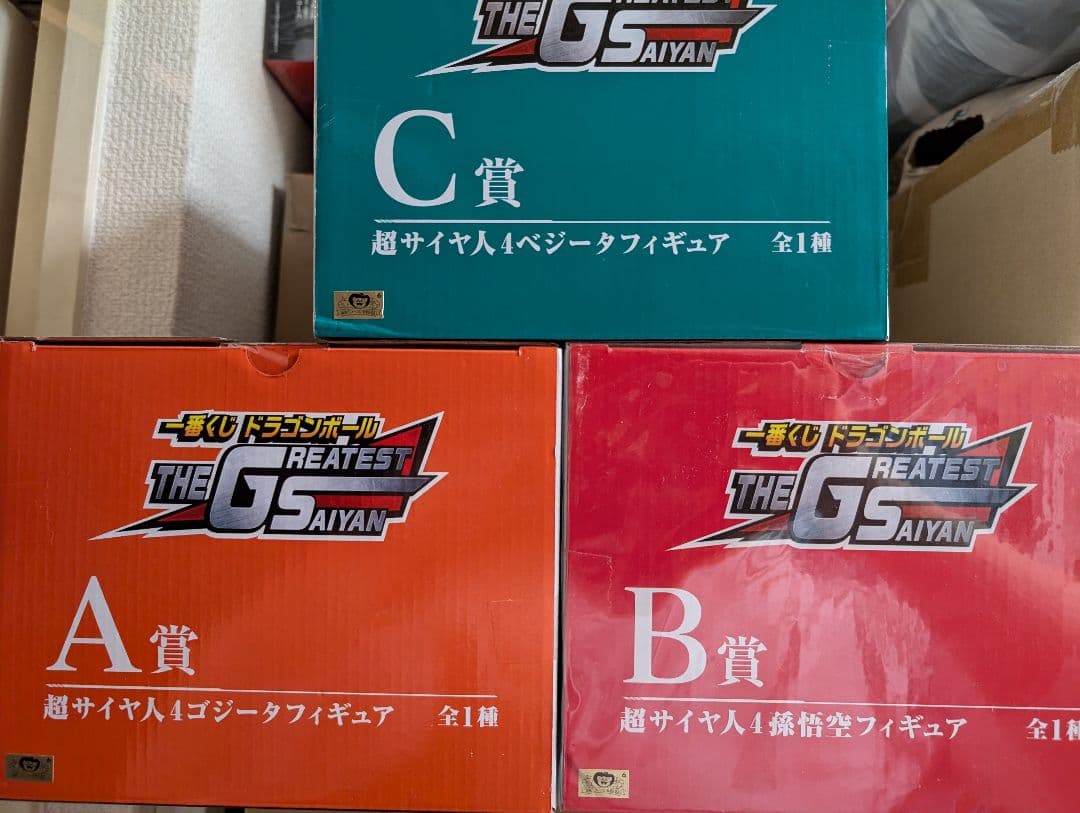 THE GREATEST SAIYAN
C賞
超サイヤ人4ベジータフィギュア 全1種
一番くじ ドラゴンボール
THE GREATEST SAIYAN
A賞
超サイヤ人4ゴジータフィギュア 全1種
一番くじ ドラゴンボール
THE GREATEST SAIYAN
B賞
超サイヤ人4孫悟空フィギュア 全1種